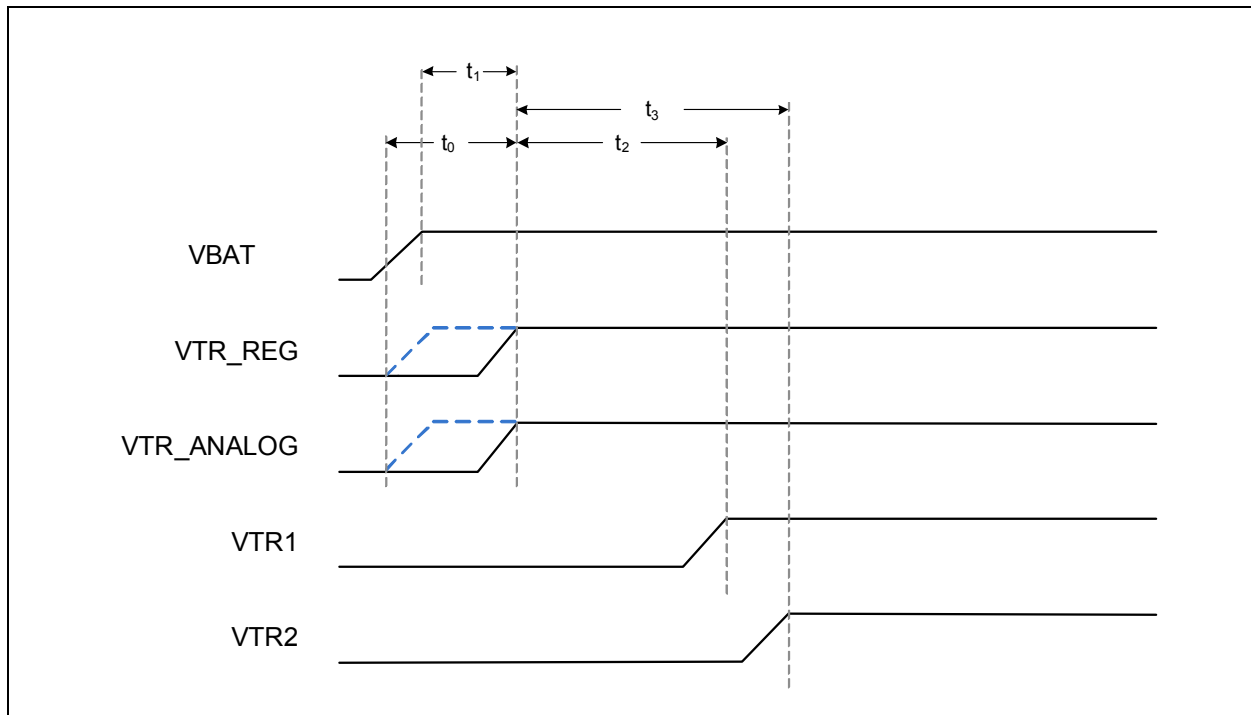 t₁
t₃
t₀
t₂
VBAT
VTR_REG
VTR_ANALOG
VTR1
VTR2